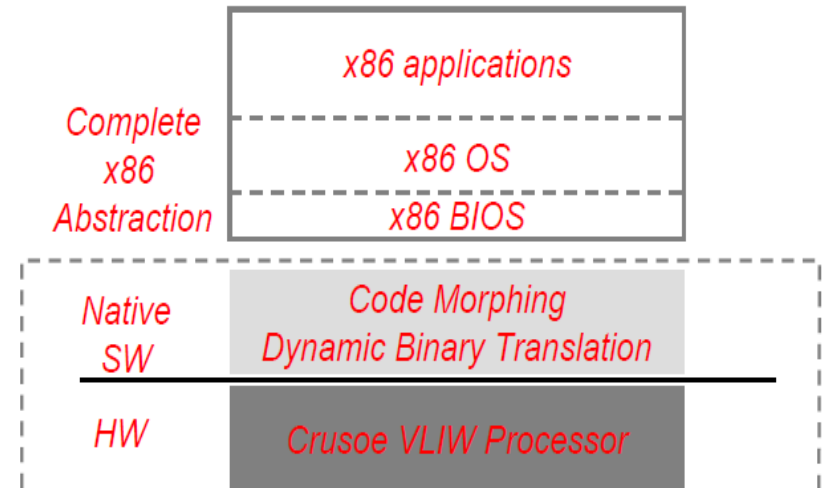 x86 applications
Complete
x86
Abstraction
x86 OS
x86 BIOS
Native
SW
Code Morphing
Dynamic Binary Translation
HW
Crusoe VLIW Processor